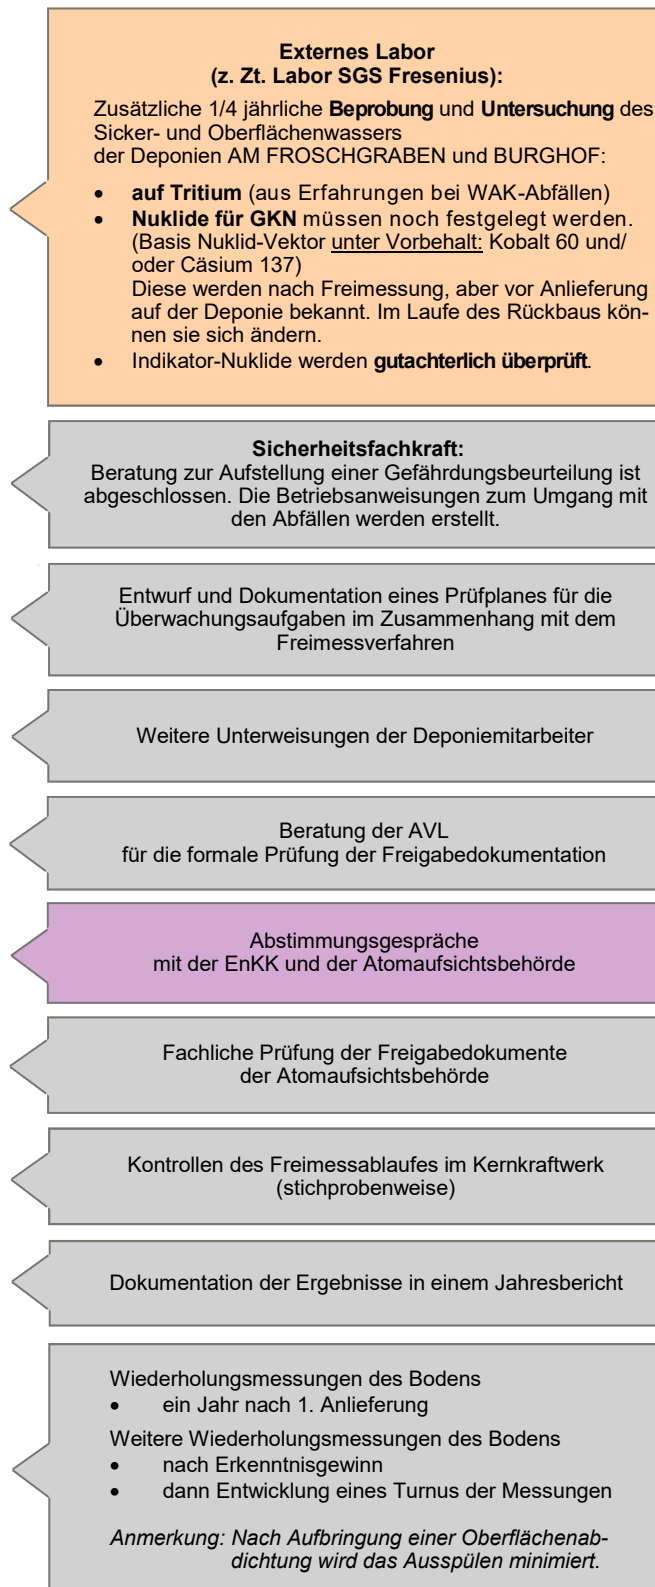 Externes Labor
(z. Zt. Labor SGS Fresenius):
Zusätzliche 1/4 jährliche Beprobung und Untersuchung des
Sicker- und Oberflächenwassers
der Deponien AM FROSCHGRABEN und BURGHOF:
• auf Tritium (aus Erfahrungen bei WAK-Abfällen)
• Nuklide für GKN müssen noch festgelegt werden.
(Basis Nuklid-Vektor unter Vorbehalt: Kobalt 60 und/
oder Cäsium 137)
Diese werden nach Freimessung, aber vor Anlieferung
auf der Deponie bekannt. Im Laufe des Rückbaus kön-
nen sie sich ändern.
• Indikator-Nuklide werden gutachterlich überprüft.
Sicherheitsfachkraft:
Beratung zur Aufstellung einer Gefährdungsbeurteilung ist
abgeschlossen. Die Betriebsanweisungen zum Umgang mit
den Abfällen werden erstellt.
Entwurf und Dokumentation eines Prüfplanes für die
Überwachungsaufgaben im Zusammenhang mit dem
Freimessverfahren
Weitere Unterweisungen der Deponiemitarbeiter
Beratung der AVL
für die formale Prüfung der Freigabedokumentation
Abstimmungsgespräche
mit der EnKK und der Atomaufsichtsbehörde
Fachliche Prüfung der Freigabedokumente
der Atomaufsichtsbehörde
Kontrollen des Freimessablaufes im Kernkraftwerk
(stichprobenweise)
Dokumentation der Ergebnisse in einem Jahresbericht
Wiederholungsmessungen des Bodens
• ein Jahr nach 1. Anlieferung
Weitere Wiederholungsmessungen des Bodens
• nach Erkenntnisgewinn
• dann Entwicklung eines Turnus der Messungen
Anmerkung: Nach Aufbringung einer Oberflächenab-
dichtung wird das Ausspülen minimiert.